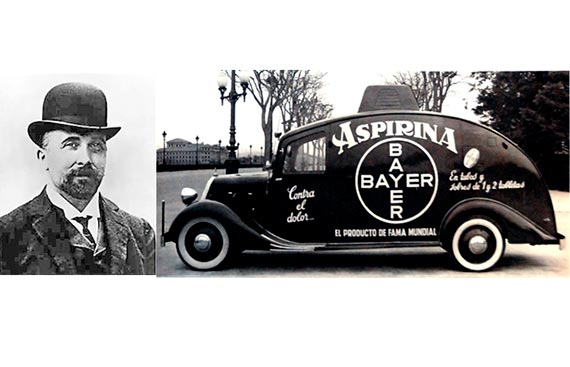 ASPIRINA
BAYER
BAYER
Contra
el
dolor...
En tubos y
sobres de 1 y 2 tabletas
EL PRODUCTO DE FAMA MUNDIAL